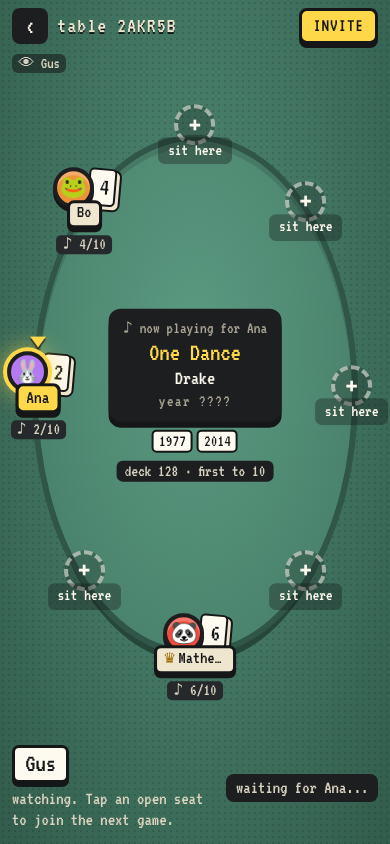 table 2AKR5B
INVITE
Gus
+
sit here
4
Bo
♪ 4/10
+
sit here
♪ now playing for Ana
One Dance
Drake
year ????
2
Ana
♪ 2/10
+
sit here
1977 2014
deck 128 · first to 10
+
sit here
+
sit here
6
Mathe…
♪ 6/10
Gus
watching. Tap an open seat
to join the next game.
waiting for Ana...